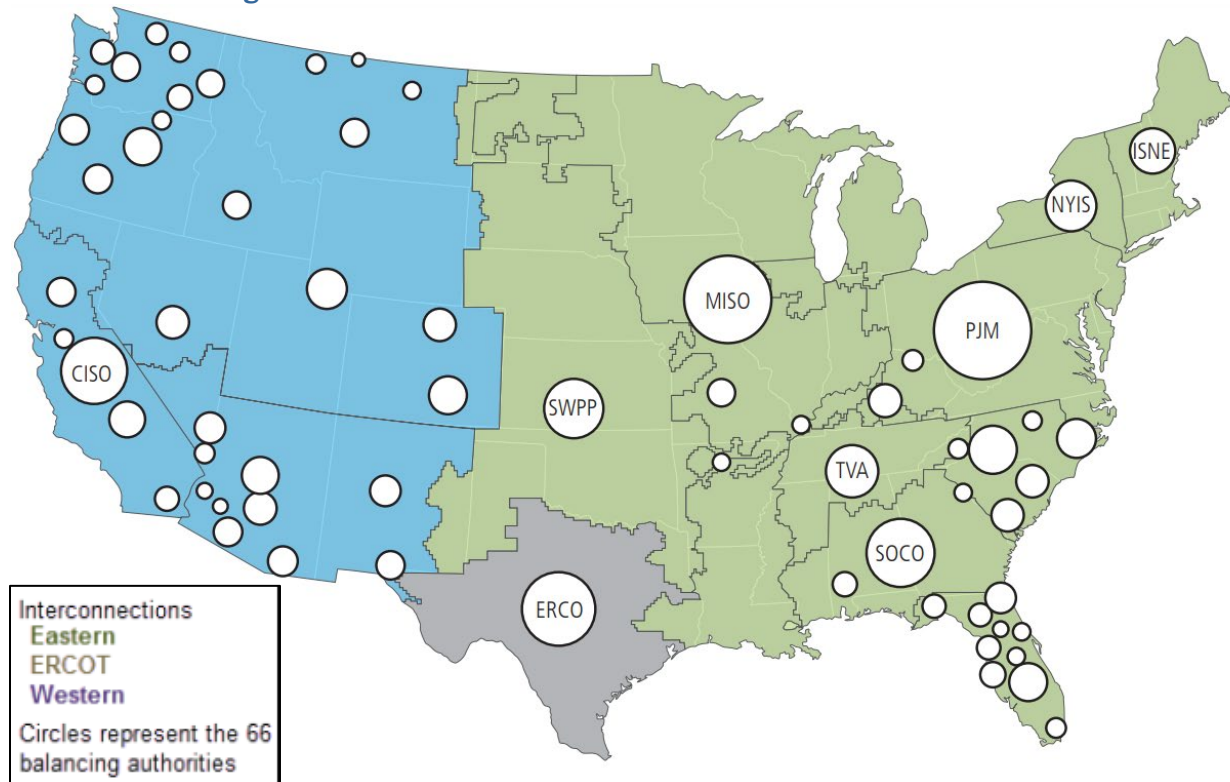 ISNE
NYIS
MISO
PJM
CISO
SWPP
TVA
SOCO
ERCO
Interconnections
Eastern
ERCOT
Western
Circles represent the 66
balancing authorities